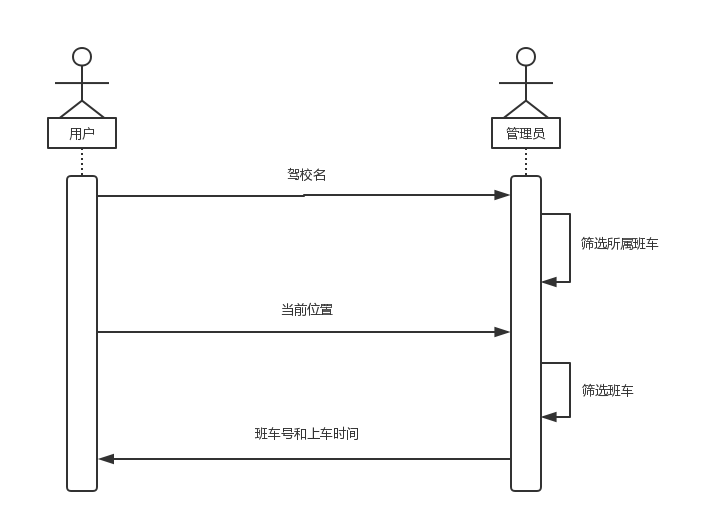 用户
管理员
驾校名
筛选所属班车
当前位置
筛选班车
班车号和上车时间